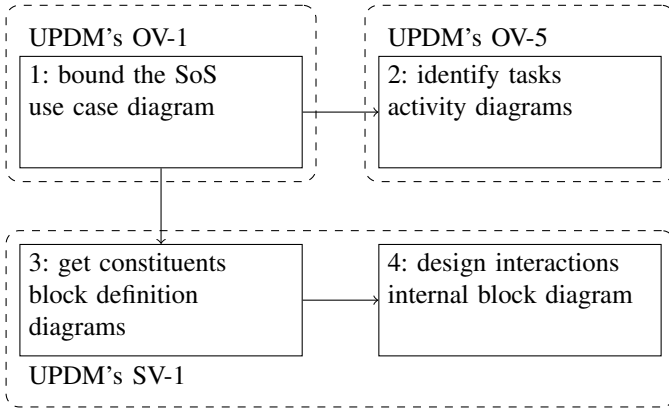 UPDM's OV-1
1: bound the SoS
use case diagram
UPDM's OV-5
2: identify tasks
activity diagrams
3: get constituents
block definition
diagrams
UPDM's SV-1
4: design interactions
internal block diagram